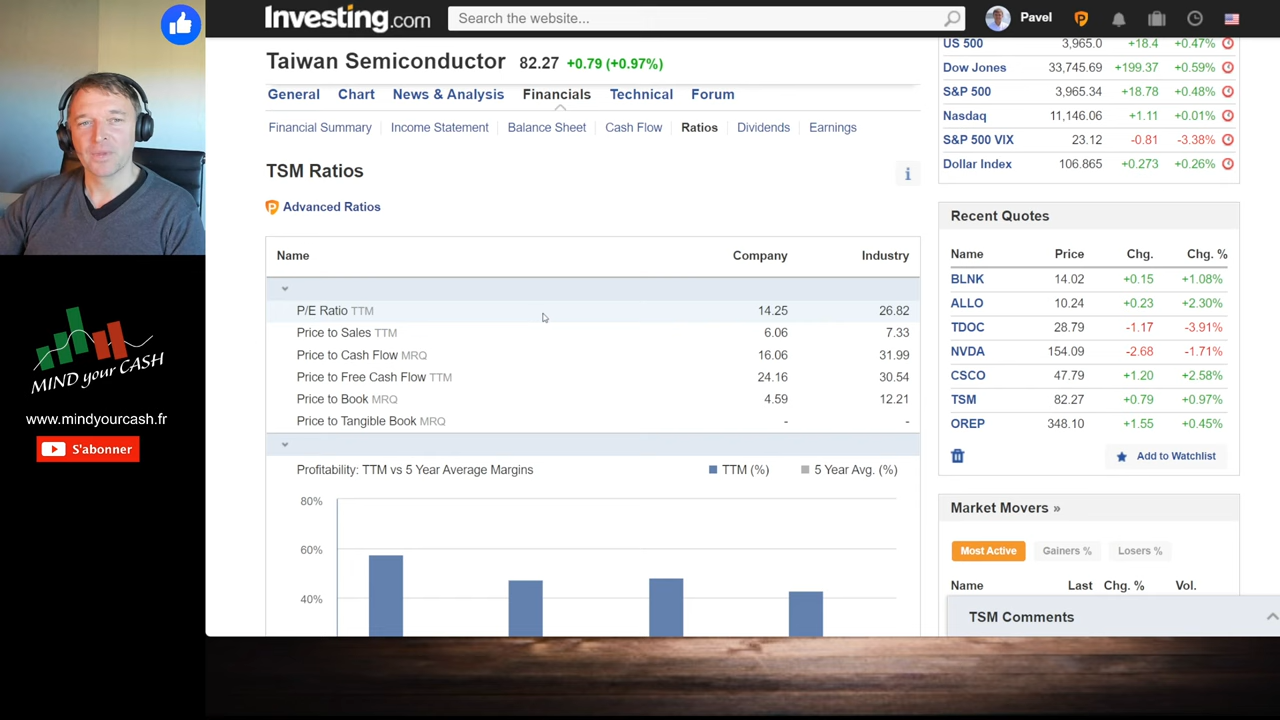 Investing.com
Search the website...
Pavel
Taiwan Semiconductor 82.27 +0.79 (+0.97%)
General Chart News & Analysis Financials Technical Forum
Financial Summary Income Statement Balance Sheet Cash Flow Ratios Dividends Earnings
TSM Ratios
i
P Advanced Ratios
Name Company Industry
P/E Ratio TTM 14.25 26.82
Price to Sales TTM 6.06 7.33
Price to Cash Flow MRQ 16.06 31.99
Price to Free Cash Flow TTM 24.16 30.54
Price to Book MRQ 4.59 12.21
Price to Tangible Book MRQ - -
Profitability: TTM vs 5 Year Average Margins TTM (%) 5 Year Avg. (%)
80%
60%
40%
US 500 3,965.0 +18.4 +0.47%
Dow Jones 33,745.69 +199.37 +0.59%
S&P 500 3,965.34 +18.78 +0.48%
Nasdaq 11,146.06 +1.11 +0.01%
S&P 500 VIX 23.12 -0.81 -3.38%
Dollar Index 106.865 +0.273 +0.26%
Recent Quotes
Name Price Chg. Chg. %
BLNK 14.02 +0.15 +1.08%
ALLO 10.24 +0.23 +2.30%
TDOC 28.79 -1.17 -3.91%
NVDA 154.09 -2.68 -1.71%
CSCO 47.79 +1.20 +2.58%
TSM 82.27 +0.79 +0.97%
OREP 348.10 +1.55 +0.45%
Add to Watchlist
Market Movers »
Most Active Gainers % Losers %
Name Last Chg. % Vol.
TSM Comments
MIND your CASH
www.mindyourcash.fr
S'abonner